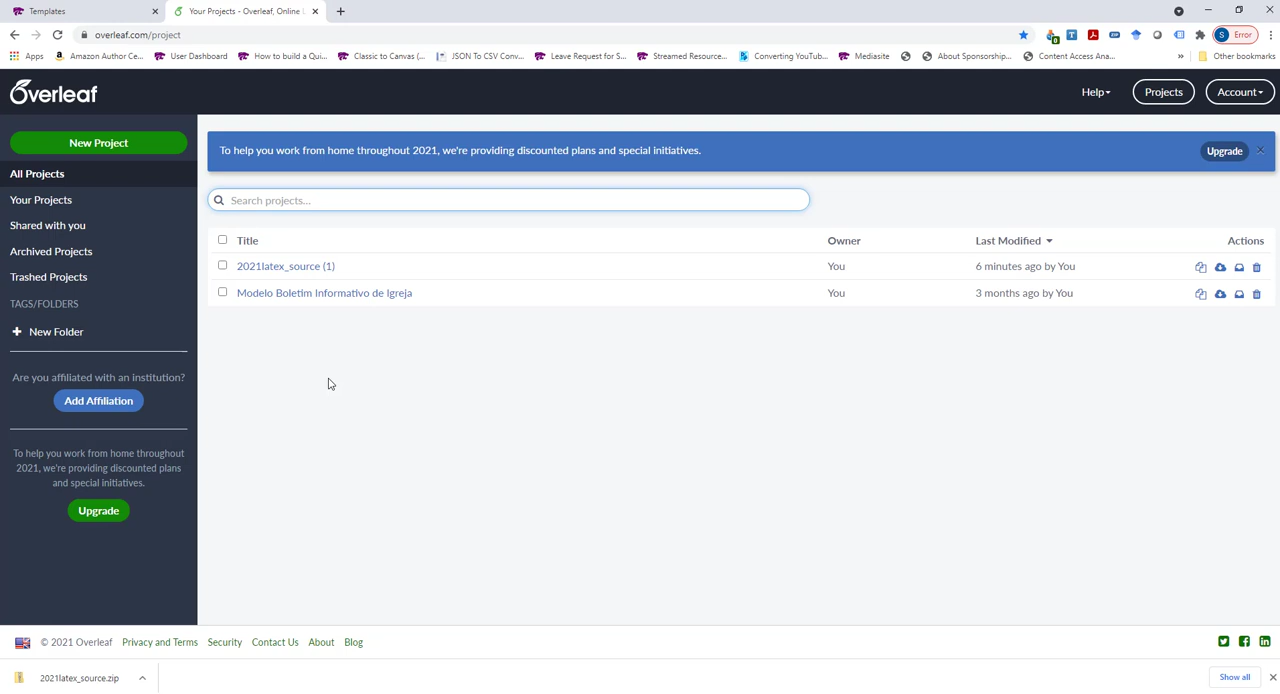 Templates
Your Projects - Overleaf, Online L
overleaf.com/project
Error
Apps
Amazon Author Ce...
User Dashboard
How to build a Qui...
Classic to Canvas (...
JSON To CSV Conv...
Leave Request for S...
Streamed Resource...
Converting YouTub...
Mediasite
About Sponsorship...
Content Access Ana...
»
Other bookmarks
Overleaf
Help
Projects
Account
New Project
All Projects
Your Projects
Shared with you
Archived Projects
Trashed Projects
TAGS/FOLDERS
New Folder
Are you affiliated with an institution?
Add Affiliation
To help you work from home throughout
2021, we're providing discounted plans
and special initiatives.
Upgrade
To help you work from home throughout 2021, we're providing discounted plans and special initiatives.
Upgrade
Search projects...
Title Owner Last Modified Actions
2021latex_source (1) You 6 minutes ago by You
Modelo Boletim Informativo de Igreja You 3 months ago by You
© 2021 Overleaf Privacy and Terms Security Contact Us About Blog
2021latex_source.zip
Show all